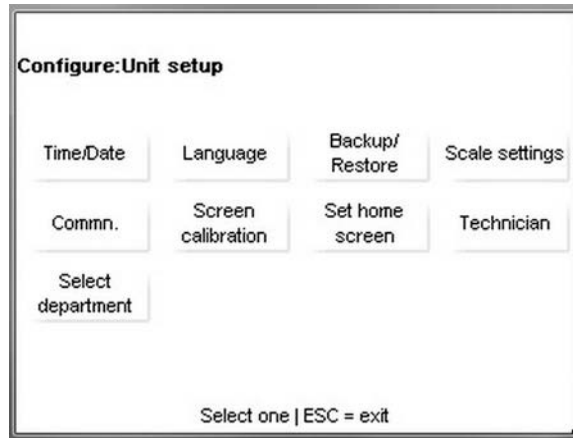 Configure:Unit setup
Time/Date
Language
Backup/
Restore
Scale settings
Commn.
Screen
calibration
Set home
screen
Technician
Select
department
Select one | ESC = exit